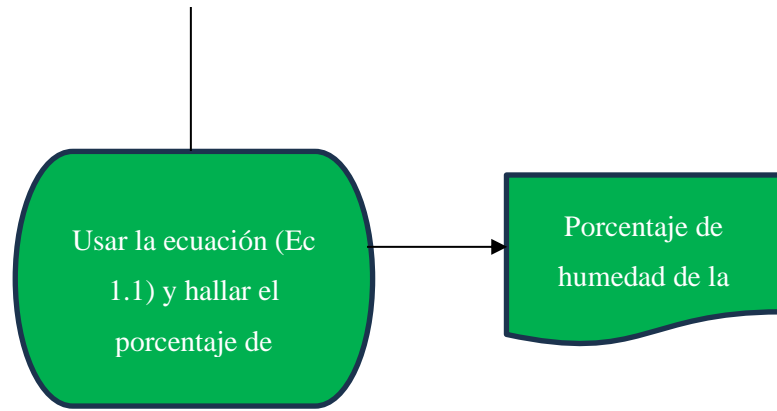 Usar la ecuación (Ec
1.1) y hallar el
porcentaje de
Porcentaje de
humedad de la